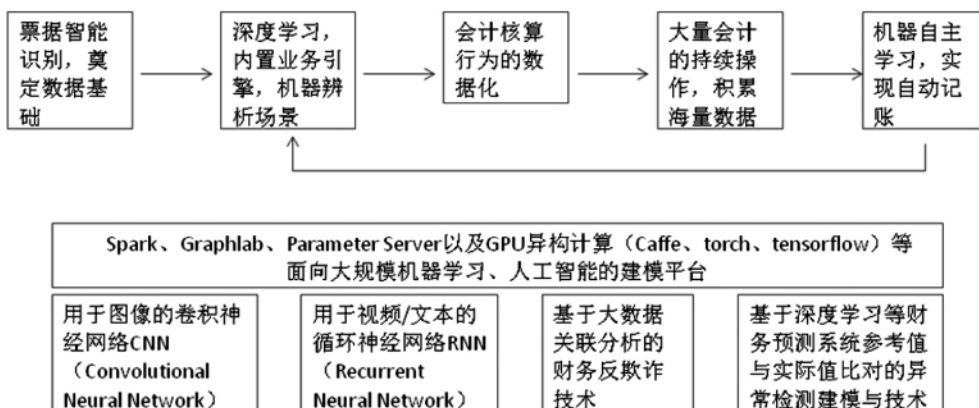 票据智能
识别，奠
定数据基
础
深度学习，
内置业务引
擎，机器辨
析场景
会计核算
行为的数
据化
大量会计
的持续操
作，积累
海量数据
机器自主
学习，实
现自动记
账
Spark、Graphlab、Parameter Server以及GPU异构计算（Caffe、torch、tensorflow）等
面向大规模机器学习、人工智能的建模平台
用于图像的卷积神
经网络CNN
（Convolutional
Neural Network）
用于视频/文本的
循环神经网络RNN
（Recurrent
Neural Network）
基于大数据
关联分析的
财务反欺诈
技术
基于深度学习等财
务预测系统参考值
与实际值比对的异
常检测建模与技术